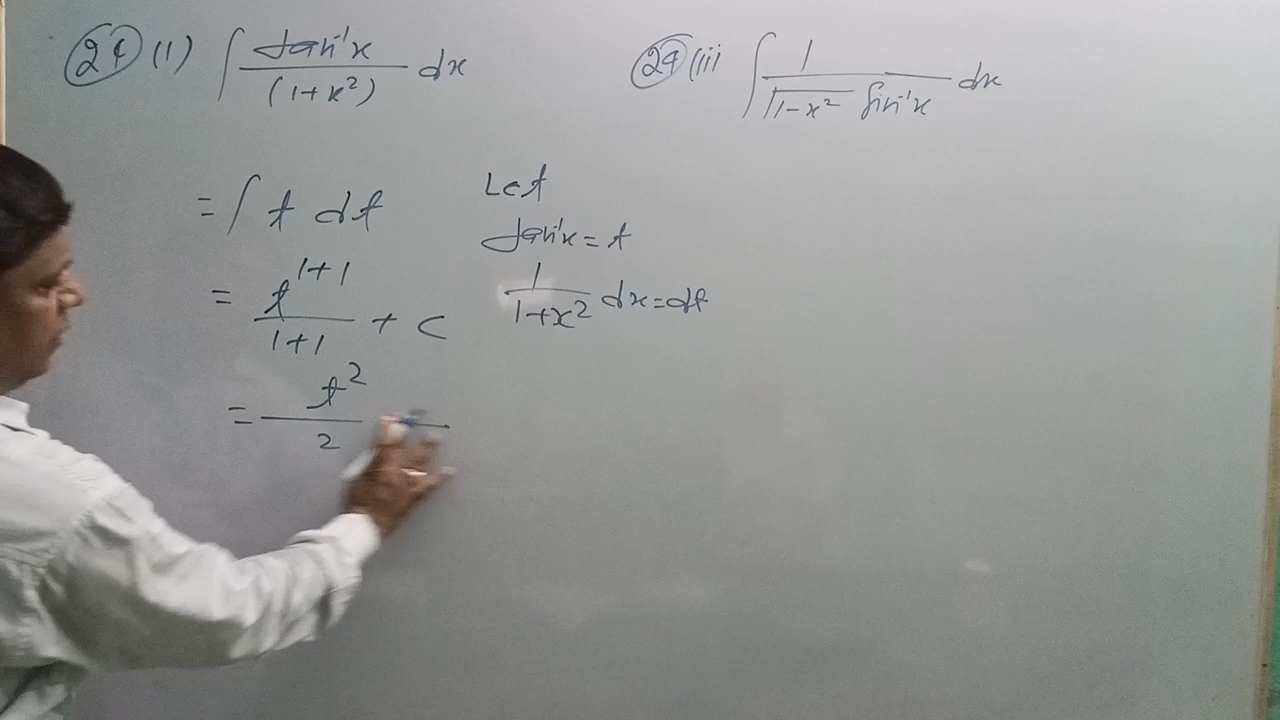 24 (i) ∫ tan⁻¹x / (1+x²) dx
= ∫ t dt
= t^(1+1) / (1+1) + c
= t² / 2
Let
tan⁻¹x = t
1 / (1+x²) dx = dt
24 (ii) ∫ 1 / (√(1-x²) sin⁻¹x) dx